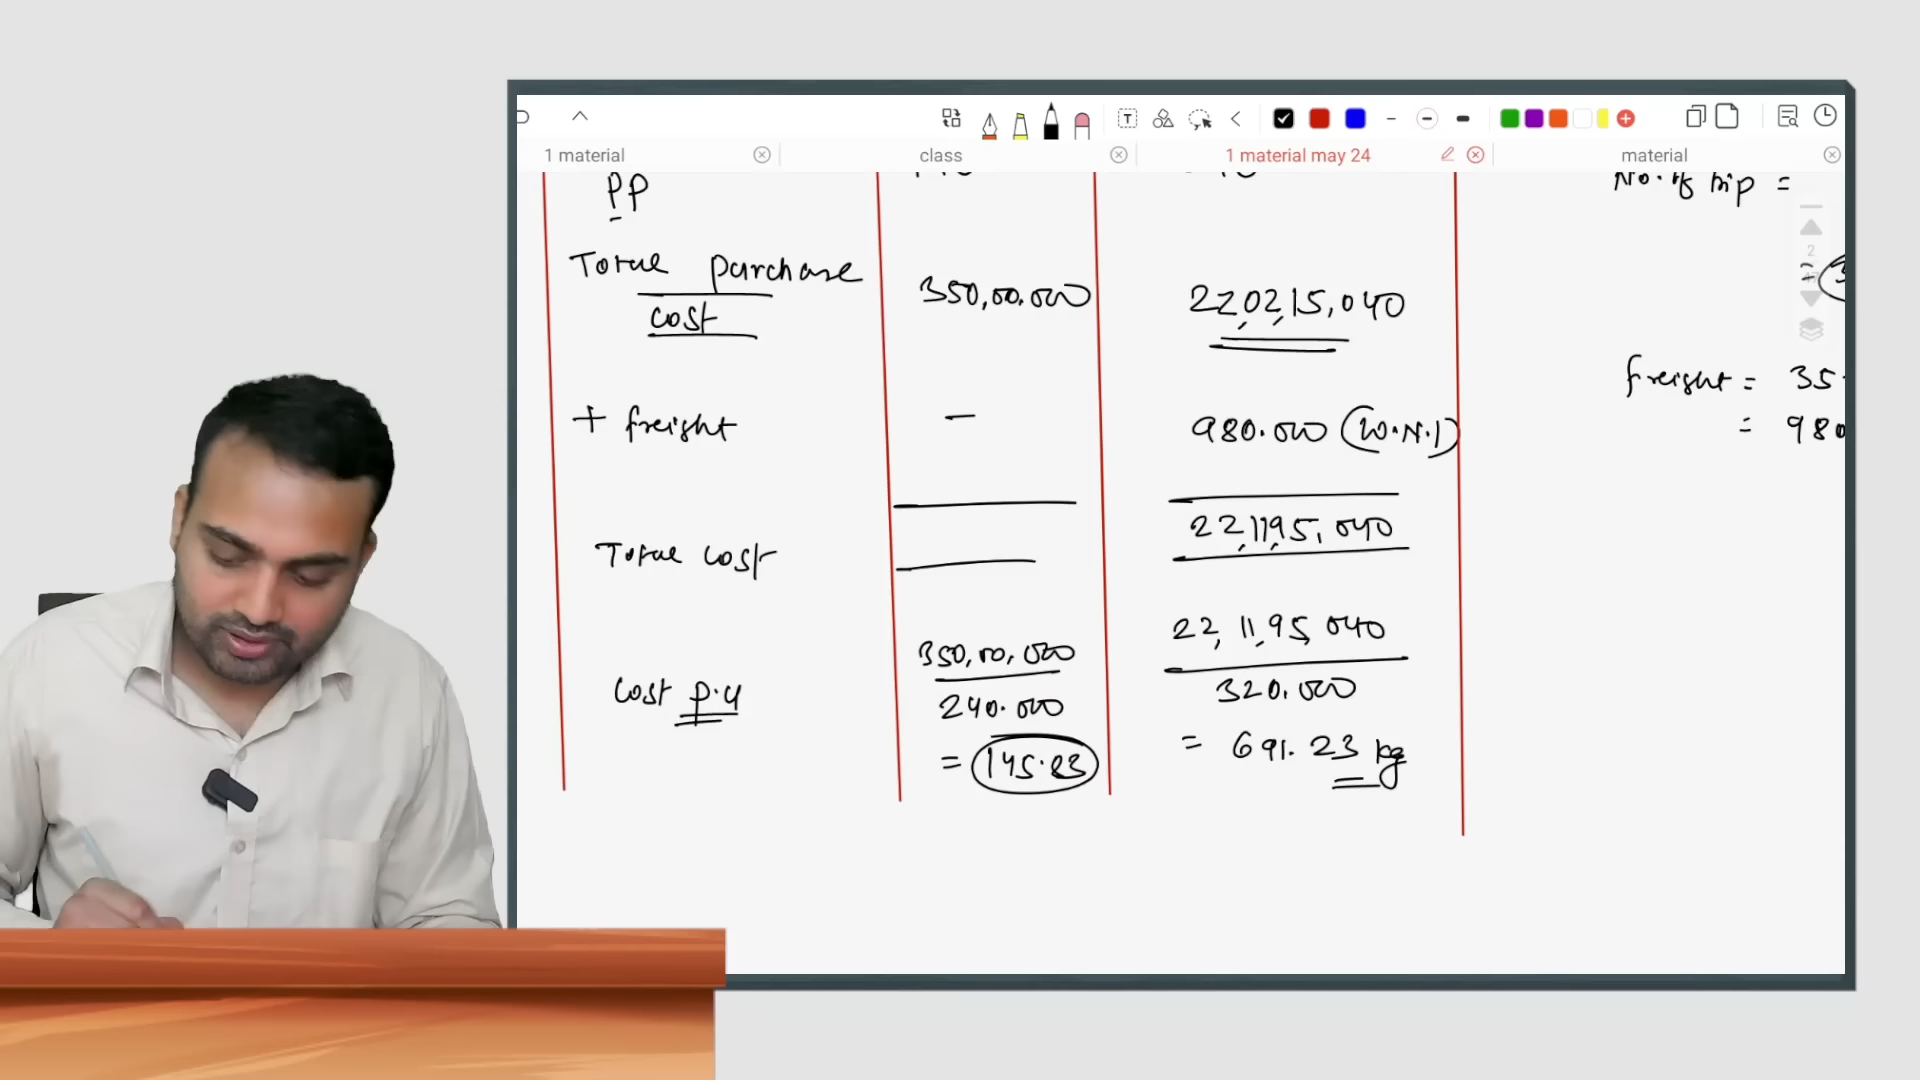 1 material class 1 material may 24 material
PP
No. of trip =
Total purchase
cost 350,00,000 22,02,15,040
+ freight — 980.000 (W.N.1)
freight = 35
= 980
Total cost 22,11,95,040
Cost p.u 350,00,000 22,11,95,040
240.000 320.000
= 145.83 = 691.23 kg
2